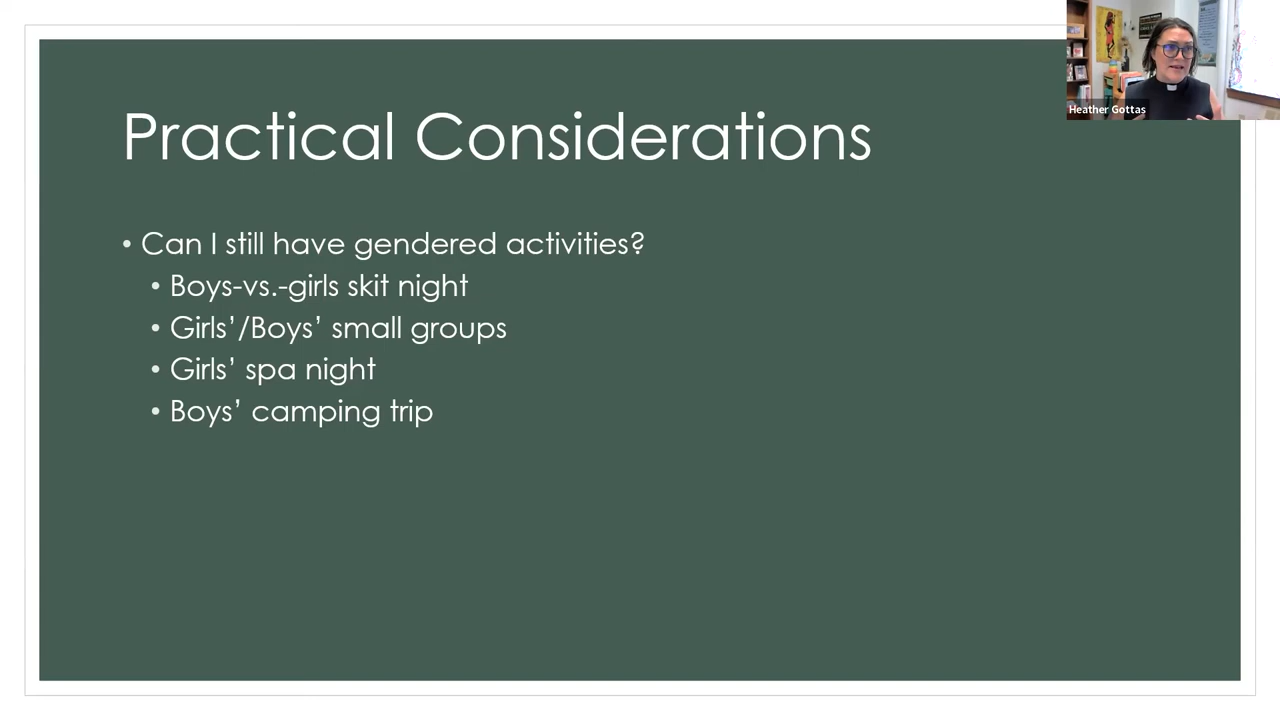 Practical Considerations
• Can I still have gendered activities?
• Boys-vs.-girls skit night
• Girls’/Boys’ small groups
• Girls’ spa night
• Boys’ camping trip
Heather Gottas